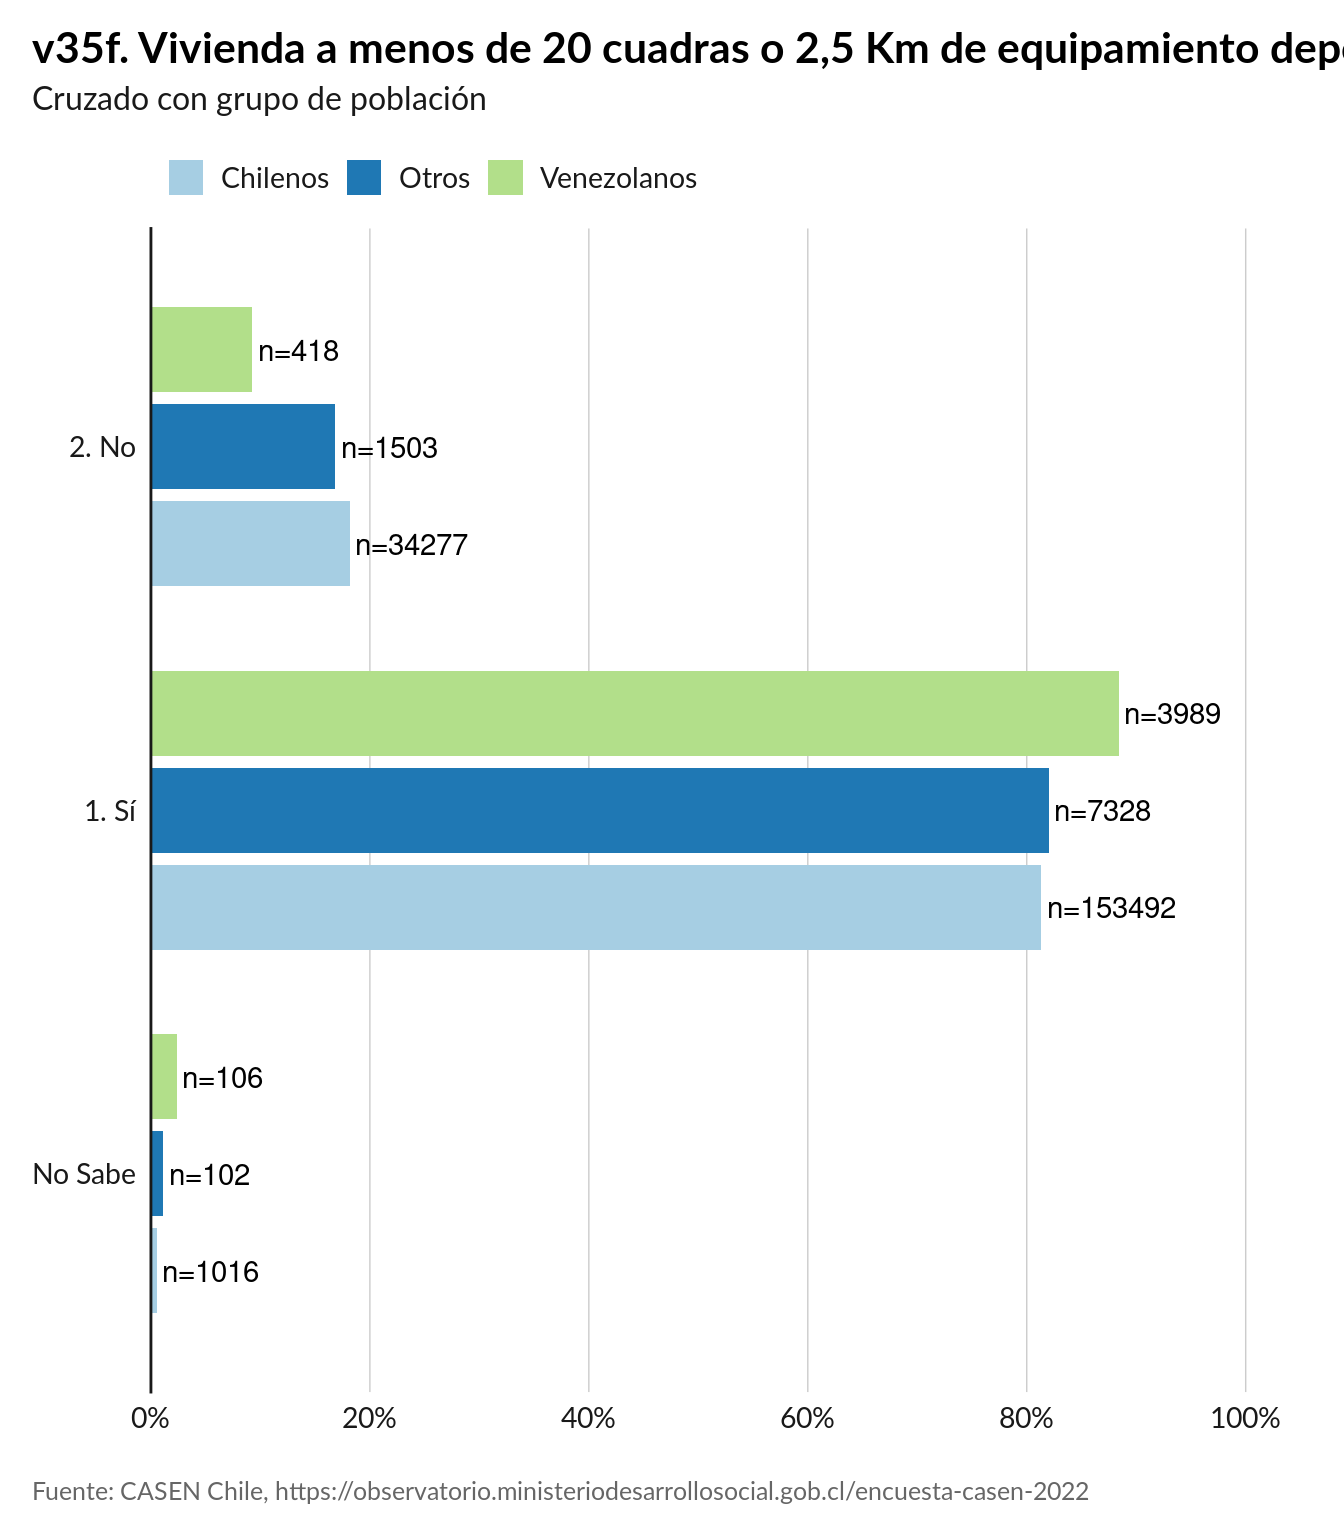 v35f. Vivienda a menos de 20 cuadras o 2,5 Km de equipamiento
Cruzado con grupo de población
Chilenos Otros Venezolanos
n=418
2. No n=1503
n=34277
n=3989
1. Sí n=7328
n=153492
n=106
No Sabe n=102
n=1016
0% 20% 40% 60% 80% 100%
Fuente: CASEN Chile, https://observatorio.ministeriodesarrollosocial.gob.cl/encuesta-casen-2022